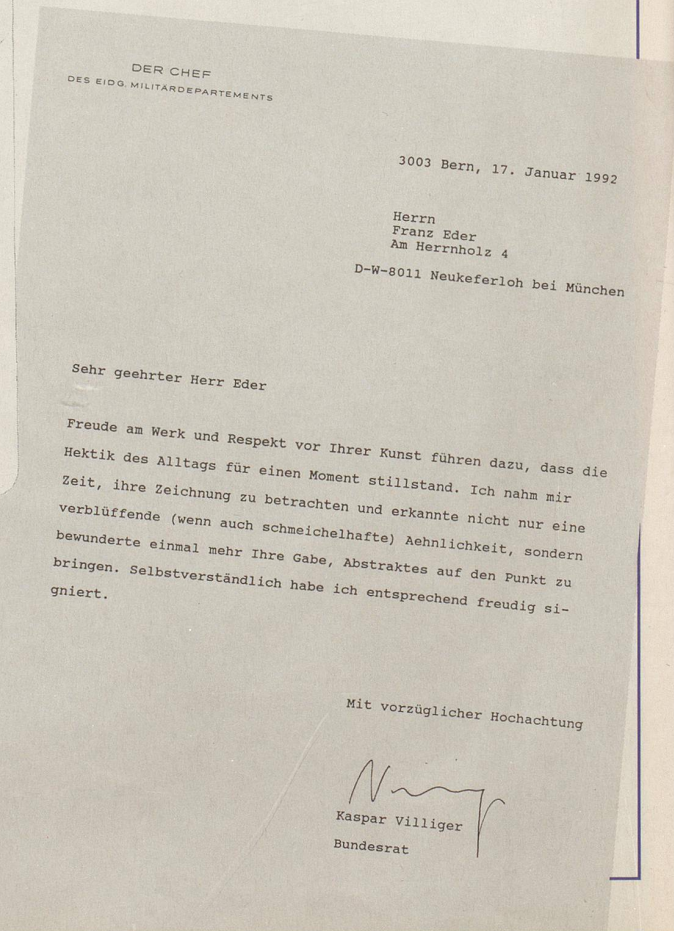 DER CHEF
DES EIDG. MILITÄRDEPARTEMENTS
3003 Bern, 17. Januar 1992
Herrn
Franz Eder
Am Herrnholz 4
D-W-8011 Neukeferloh bei München
Sehr geehrter Herr Eder
Freude am Werk und Respekt vor Ihrer Kunst führen dazu, dass die
Hektik des Alltags für einen Moment stillstand. Ich nahm mir
Zeit, ihre Zeichnung zu betrachten und erkannte nicht nur eine
verblüffende (wenn auch schmeichelhafte) Aehnlichkeit, sondern
bewunderte einmal mehr Ihre Gabe, Abstraktes auf den Punkt zu
bringen. Selbstverständlich habe ich entsprechend freudig si-
gniert.
Mit vorzüglicher Hochachtung
Kaspar Villiger
Bundesrat